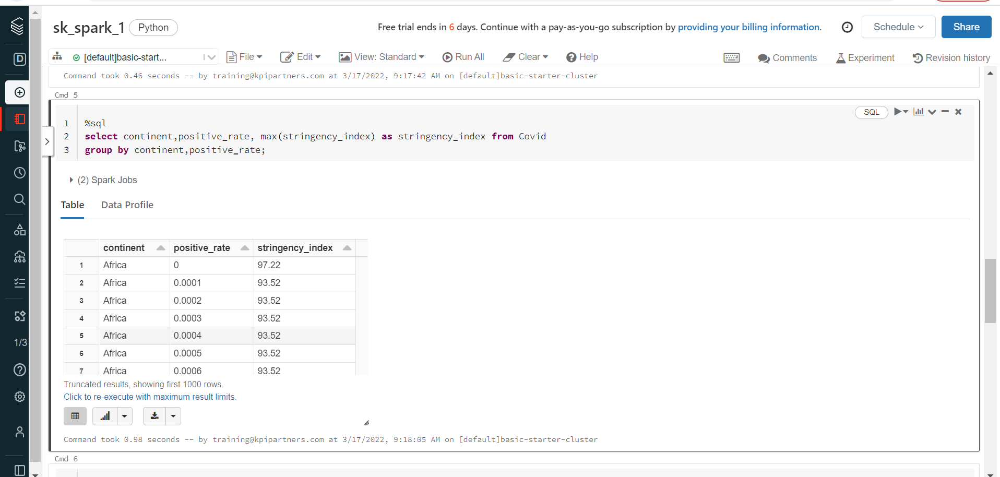 sk_spark_1 Python
Free trial ends in 6 days. Continue with a pay-as-you-go subscription by providing your billing information.
Schedule
Share
[default]basic-start...
File
Edit
View: Standard
Run All
Clear
Help
Comments
Experiment
Revision history
Command took 0.46 seconds -- by training@kpipartners.com at 3/17/2022, 9:17:42 AM on [default]basic-starter-cluster
Cmd 5
SQL
1 %sql
2 select continent,positive_rate, max(stringency_index) as stringency_index from Covid
3 group by continent,positive_rate;
(2) Spark Jobs
Table Data Profile
continent positive_rate stringency_index
1 Africa 0 97.22
2 Africa 0.0001 93.52
3 Africa 0.0002 93.52
4 Africa 0.0003 93.52
5 Africa 0.0004 93.52
6 Africa 0.0005 93.52
7 Africa 0.0006 93.52
Truncated results, showing first 1000 rows.
Click to re-execute with maximum result limits.
Command took 0.98 seconds -- by training@kpipartners.com at 3/17/2022, 9:18:05 AM on [default]basic-starter-cluster
Cmd 6
D
1/3